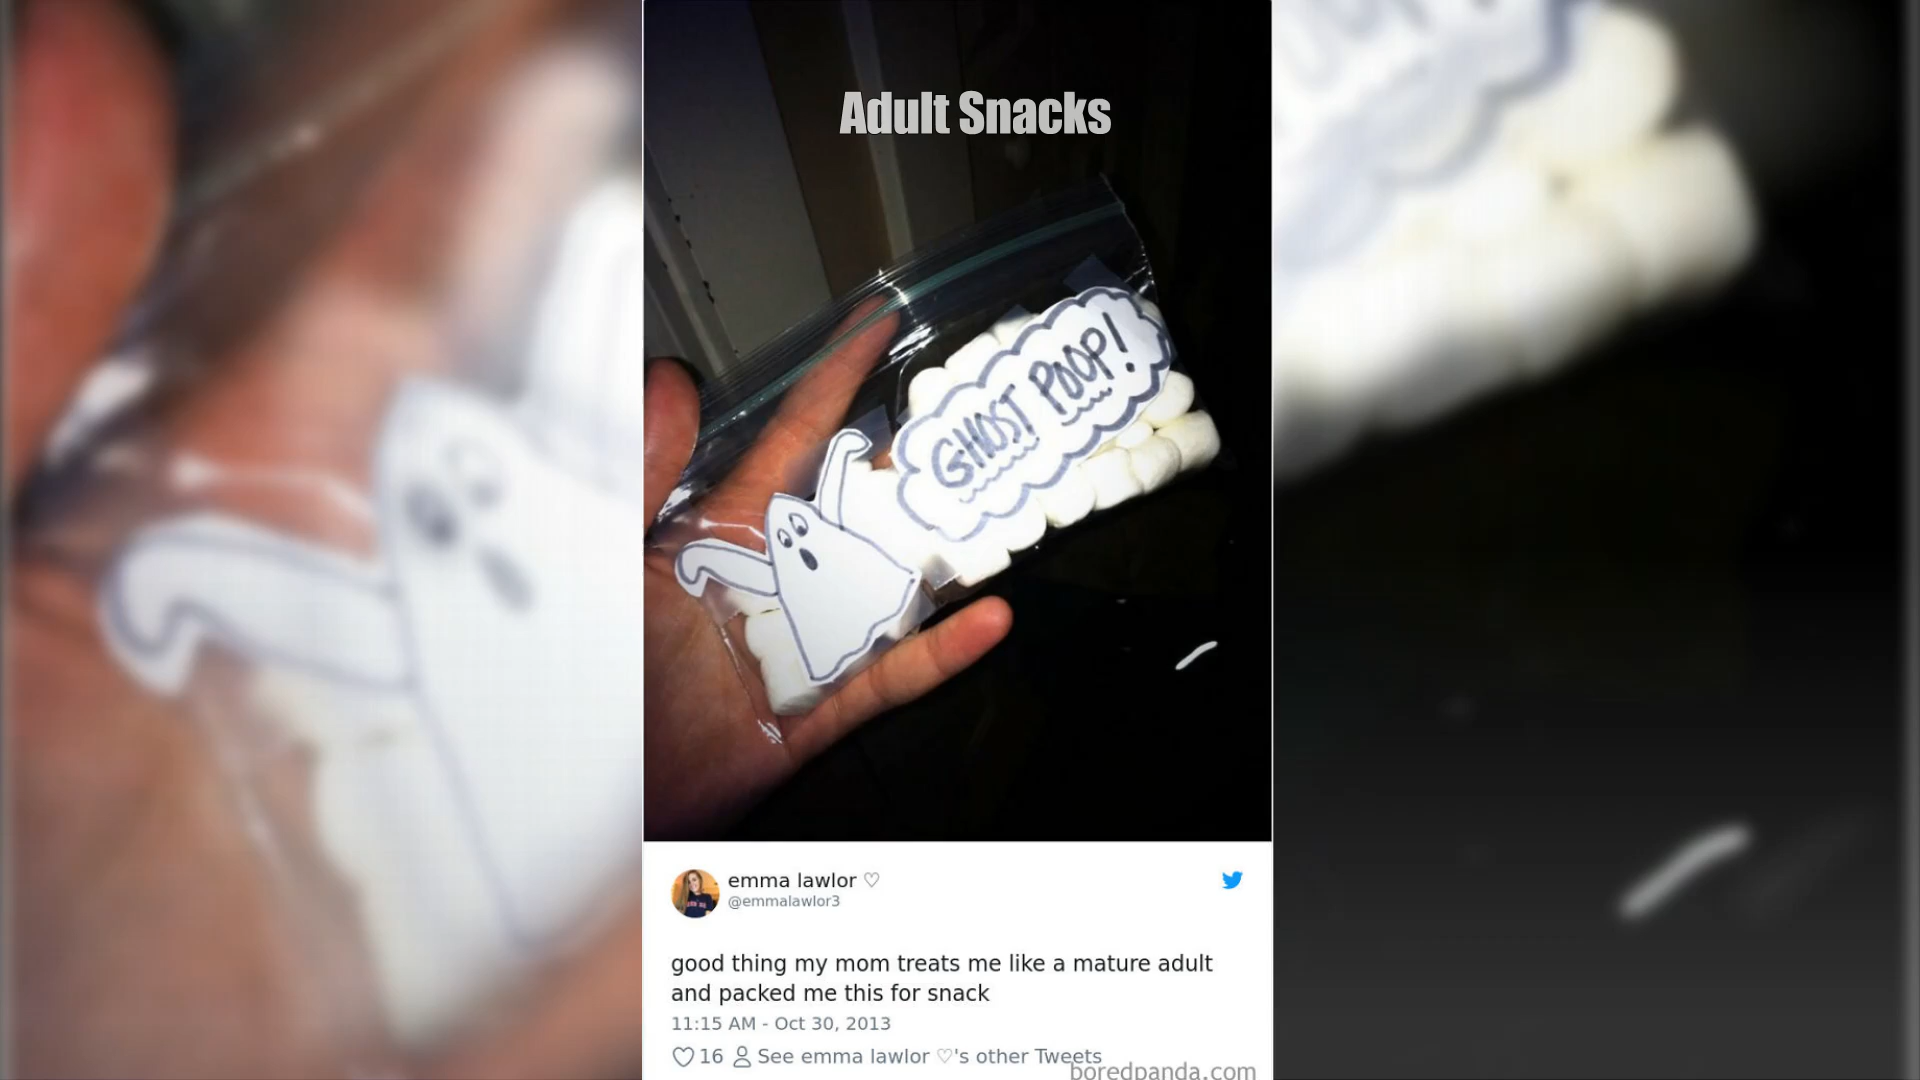 Adult Snacks
GHOST POOP!
emma lawlor ♡
@emmalawlor3
good thing my mom treats me like a mature adult
and packed me this for snack
11:15 AM - Oct 30, 2013
16 See emma lawlor ♡'s other Tweets
boredpanda.com